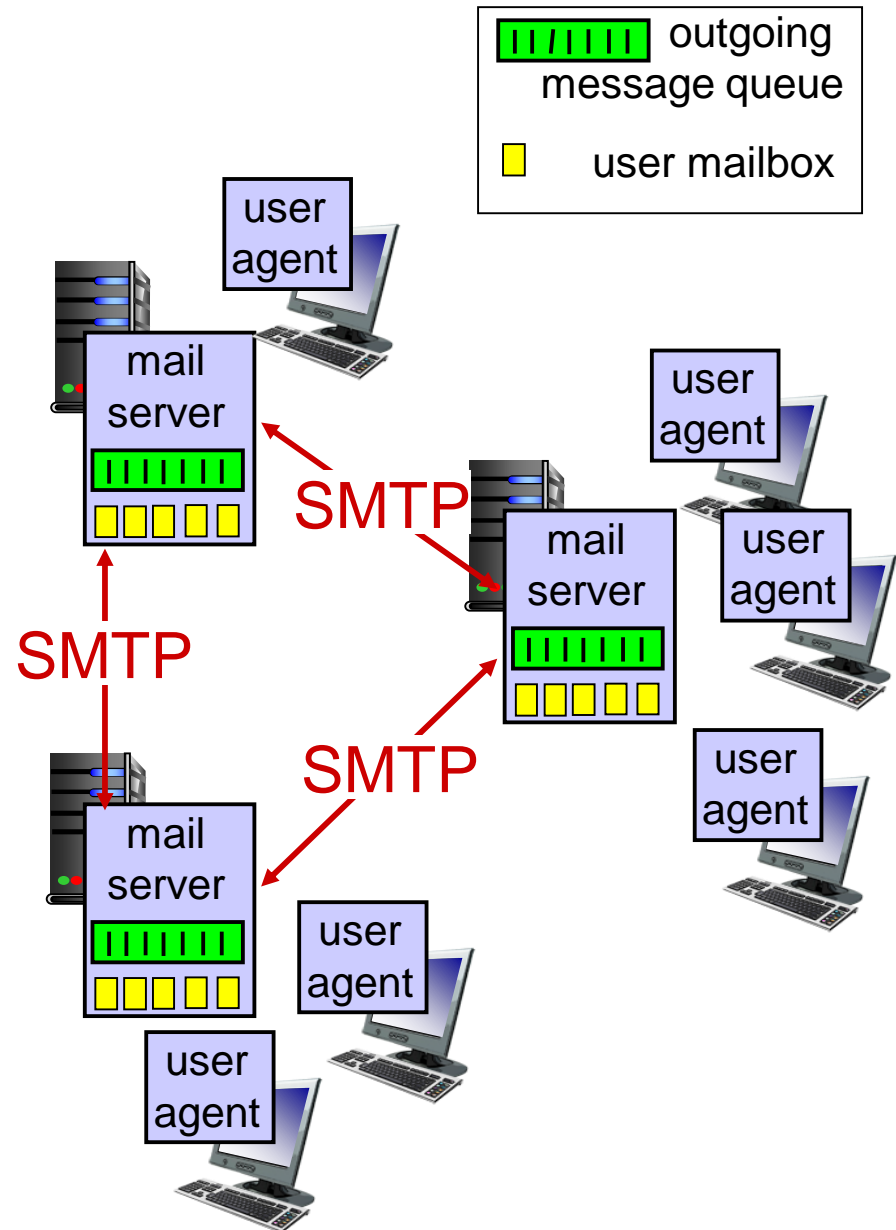 outgoing
message queue
user mailbox
user
agent
mail
server
SMTP
user
agent
mail
server
user
agent
SMTP
SMTP
user
agent
mail
server
user
agent
user
agent